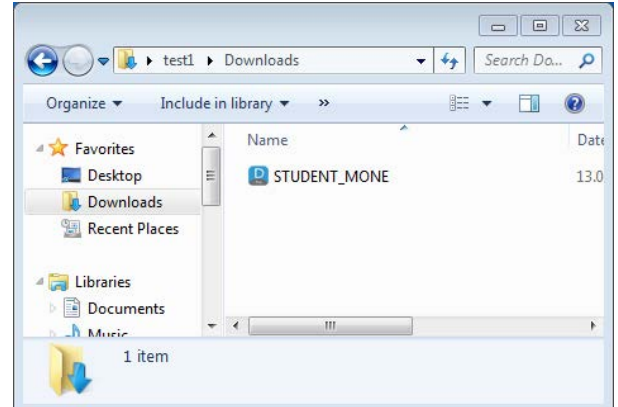 test1 Downloads
Search Do...
Organize Include in library »
Name Date
Favorites
Desktop
Downloads
Recent Places
STUDENT_MONE
13.0
Libraries
Documents
Music
1 item